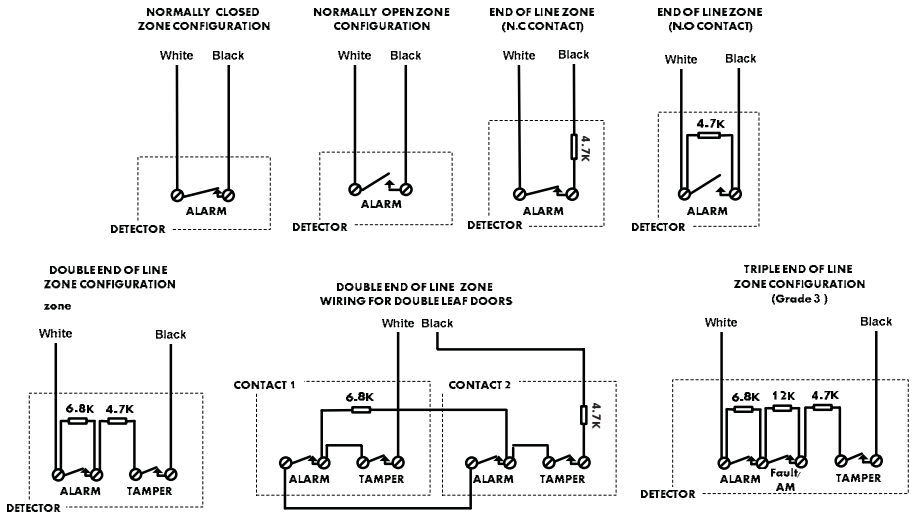 NORMALLY CLOSED
ZONE CONFIGURATION
White Black
ALARM
DETECTOR
NORMALLY OPEN ZONE
CONFIGURATION
White Black
ALARM
DETECTOR
END OF LINE ZONE
(N.C CONTACT)
White Black
4.7K
ALARM
DETECTOR
END OF LINE ZONE
(N.O CONTACT)
White Black
4.7K
ALARM
DETECTOR
DOUBLE END OF LINE
ZONE CONFIGURATION
zone
White Black
6.8K 4.7K
ALARM TAMPER
DETECTOR
DOUBLE END OF LINE ZONE
WIRING FOR DOUBLE LEAF DOORS
White Black
CONTACT 1 CONTACT 2
6.8K
4.7K
ALARM TAMPER ALARM TAMPER
TRIPLE END OF LINE
ZONE CONFIGURATION
(Grade 3 )
White Black
6.8K 12K 4.7K
ALARM Fault/ TAMPER
AM
DETECTOR